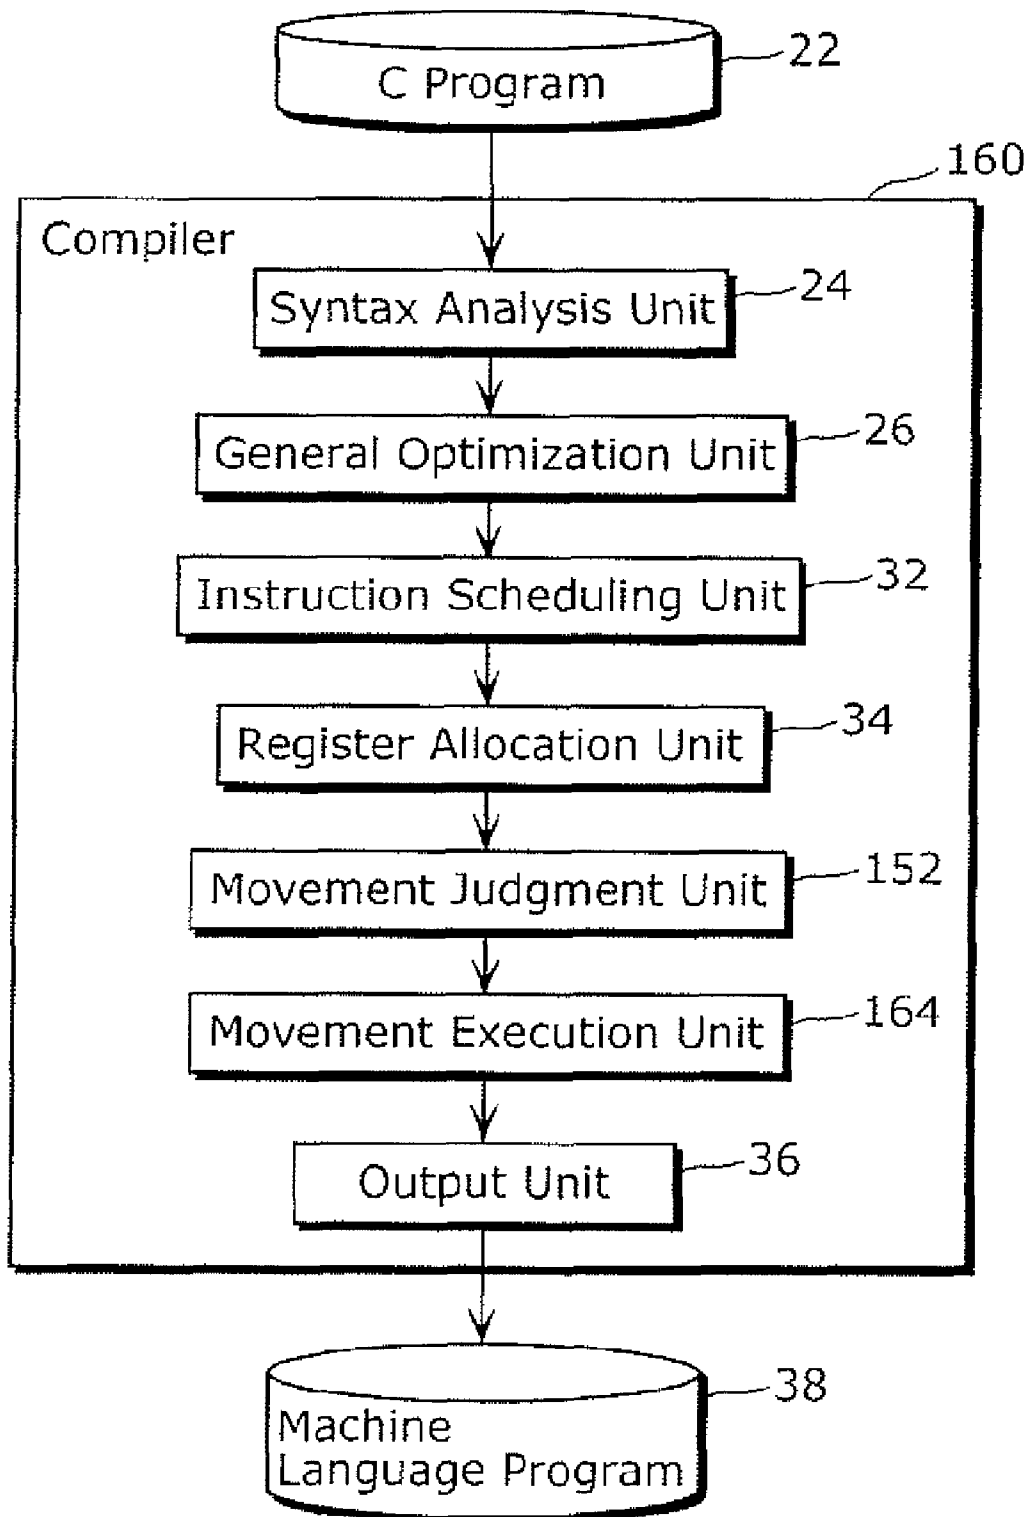 C Program
22
160
Compiler
Syntax Analysis Unit
24
General Optimization Unit
26
Instruction Scheduling Unit
32
Register Allocation Unit
34
Movement Judgment Unit
152
Movement Execution Unit
164
Output Unit
36
Machine
Language Program
38